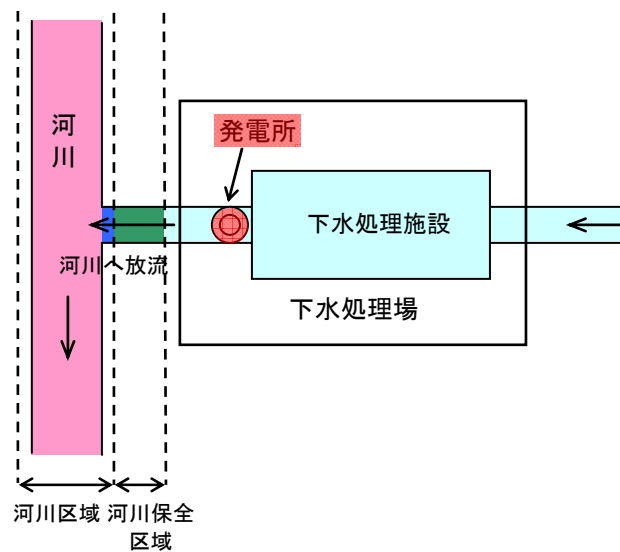 河
川
発電所
下水処理施設
河川へ放流
下水処理場
河川区域
河川保全
区域